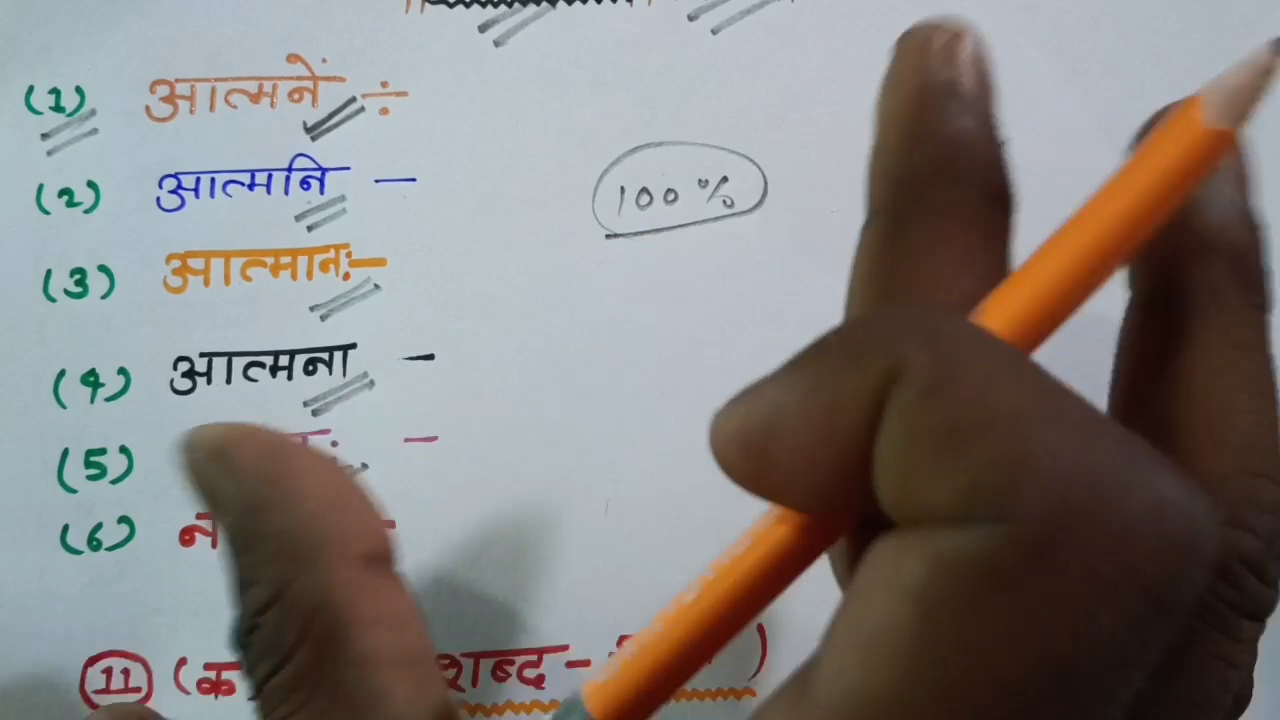 (1) आत्मनें ÷
(2) आत्मनि -
100 %
(3) आत्मानः-
(4) आत्मना -
(5) -
(6) -
11 ( शब्द - )